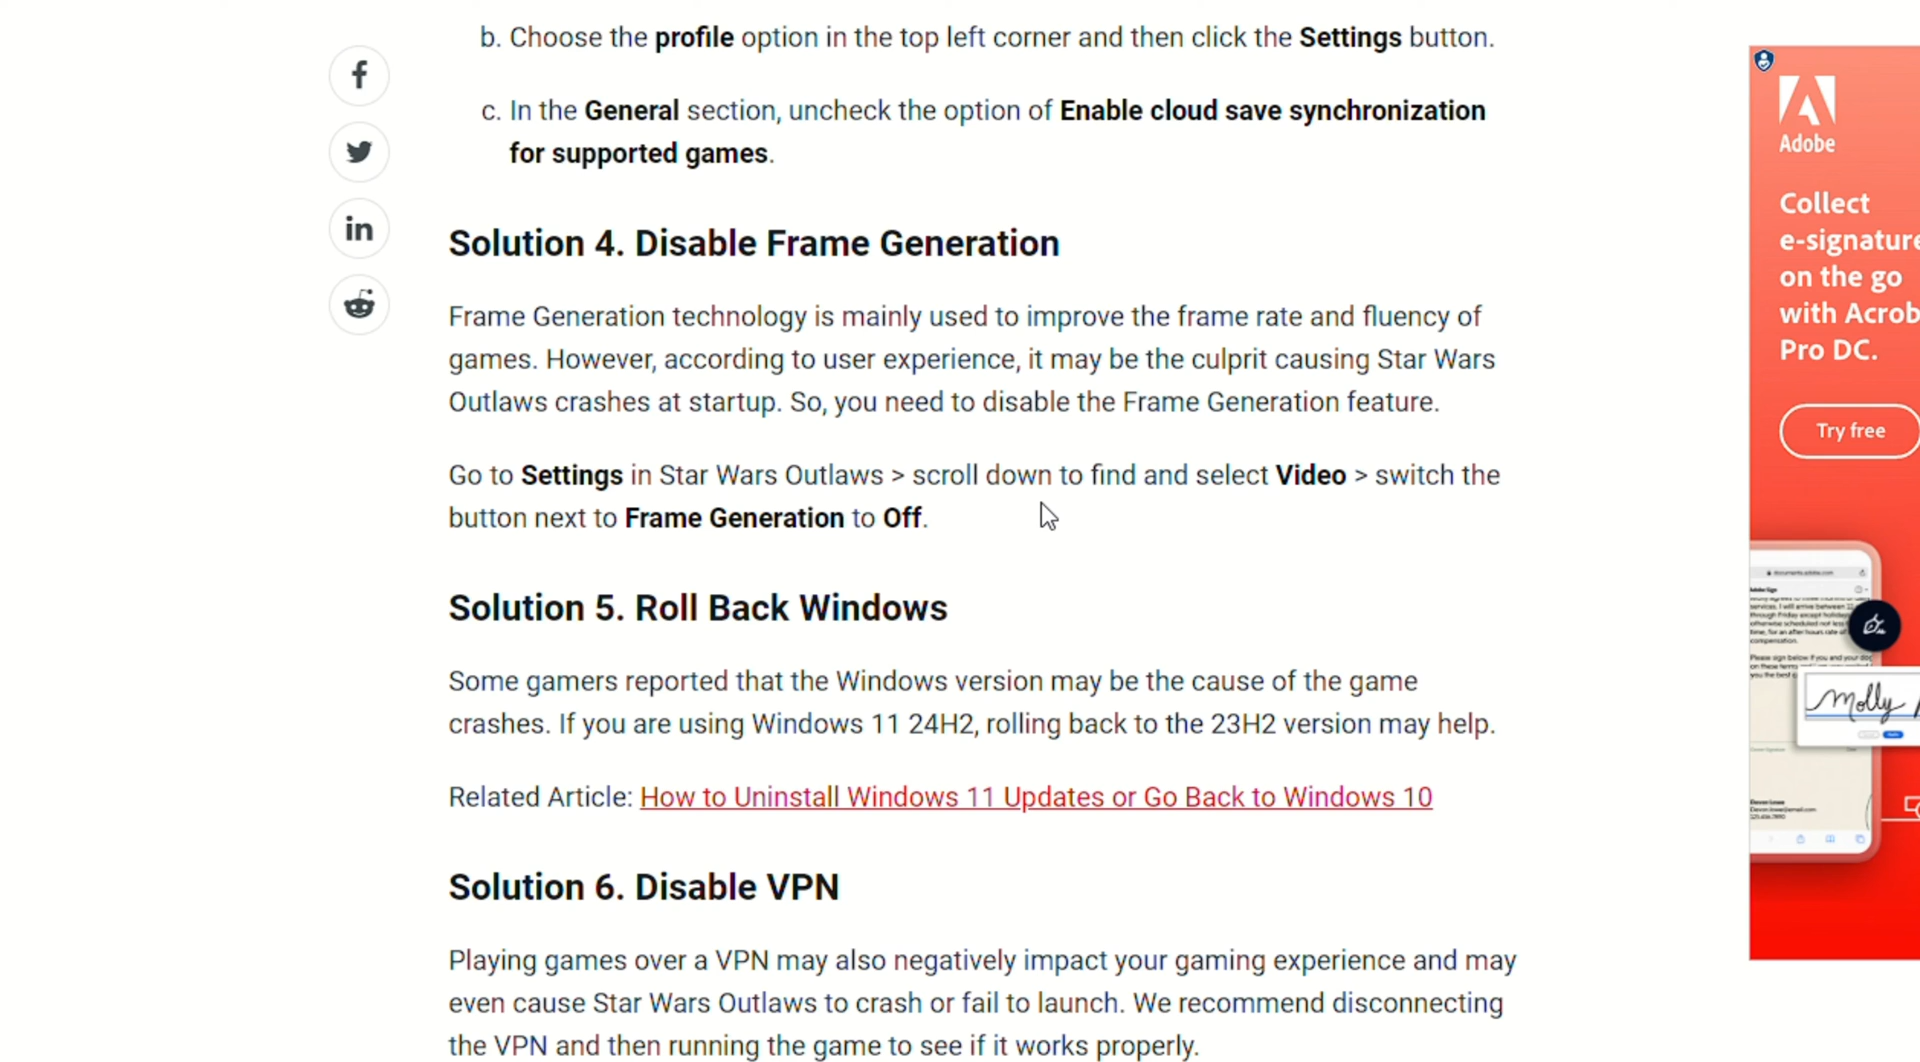 b. Choose the profile option in the top left corner and then click the Settings button.
c. In the General section, uncheck the option of Enable cloud save synchronization
for supported games.
Solution 4. Disable Frame Generation
Frame Generation technology is mainly used to improve the frame rate and fluency of
games. However, according to user experience, it may be the culprit causing Star Wars
Outlaws crashes at startup. So, you need to disable the Frame Generation feature.
Go to Settings in Star Wars Outlaws > scroll down to find and select Video > switch the
button next to Frame Generation to Off.
Solution 5. Roll Back Windows
Some gamers reported that the Windows version may be the cause of the game
crashes. If you are using Windows 11 24H2, rolling back to the 23H2 version may help.
Related Article: How to Uninstall Windows 11 Updates or Go Back to Windows 10
Solution 6. Disable VPN
Playing games over a VPN may also negatively impact your gaming experience and may
even cause Star Wars Outlaws to crash or fail to launch. We recommend disconnecting
the VPN and then running the game to see if it works properly.
f
in
Adobe
Collect
e-signature
on the go
with Acrob
Pro DC.
Try free
Molly